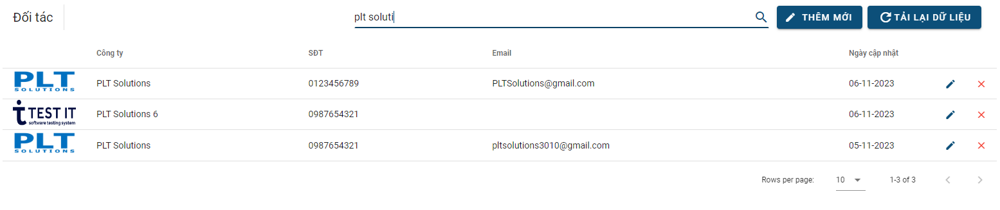 Đối tác
plt soluti
THÊM MỚI
TẢI LẠI DỮ LIỆU
Công ty SĐT Email Ngày cập nhật
PLT SOLUTIONS PLT Solutions 0123456789 PLTSolutions@gmail.com 06-11-2023
TEST IT software testing system PLT Solutions 6 0987654321 06-11-2023
PLT SOLUTIONS PLT Solutions 0987654321 pltsolutions3010@gmail.com 05-11-2023
Rows per page: 10 1-3 of 3